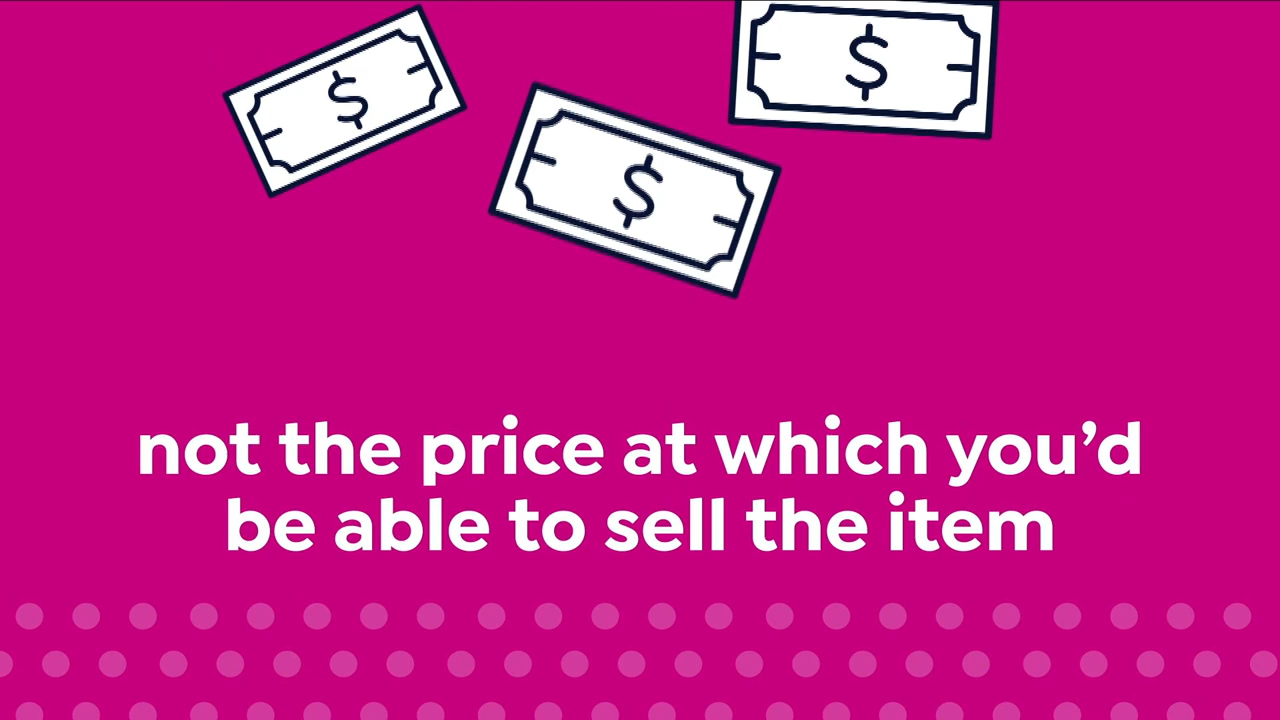 $
$
$
not the price at which you’d
be able to sell the item